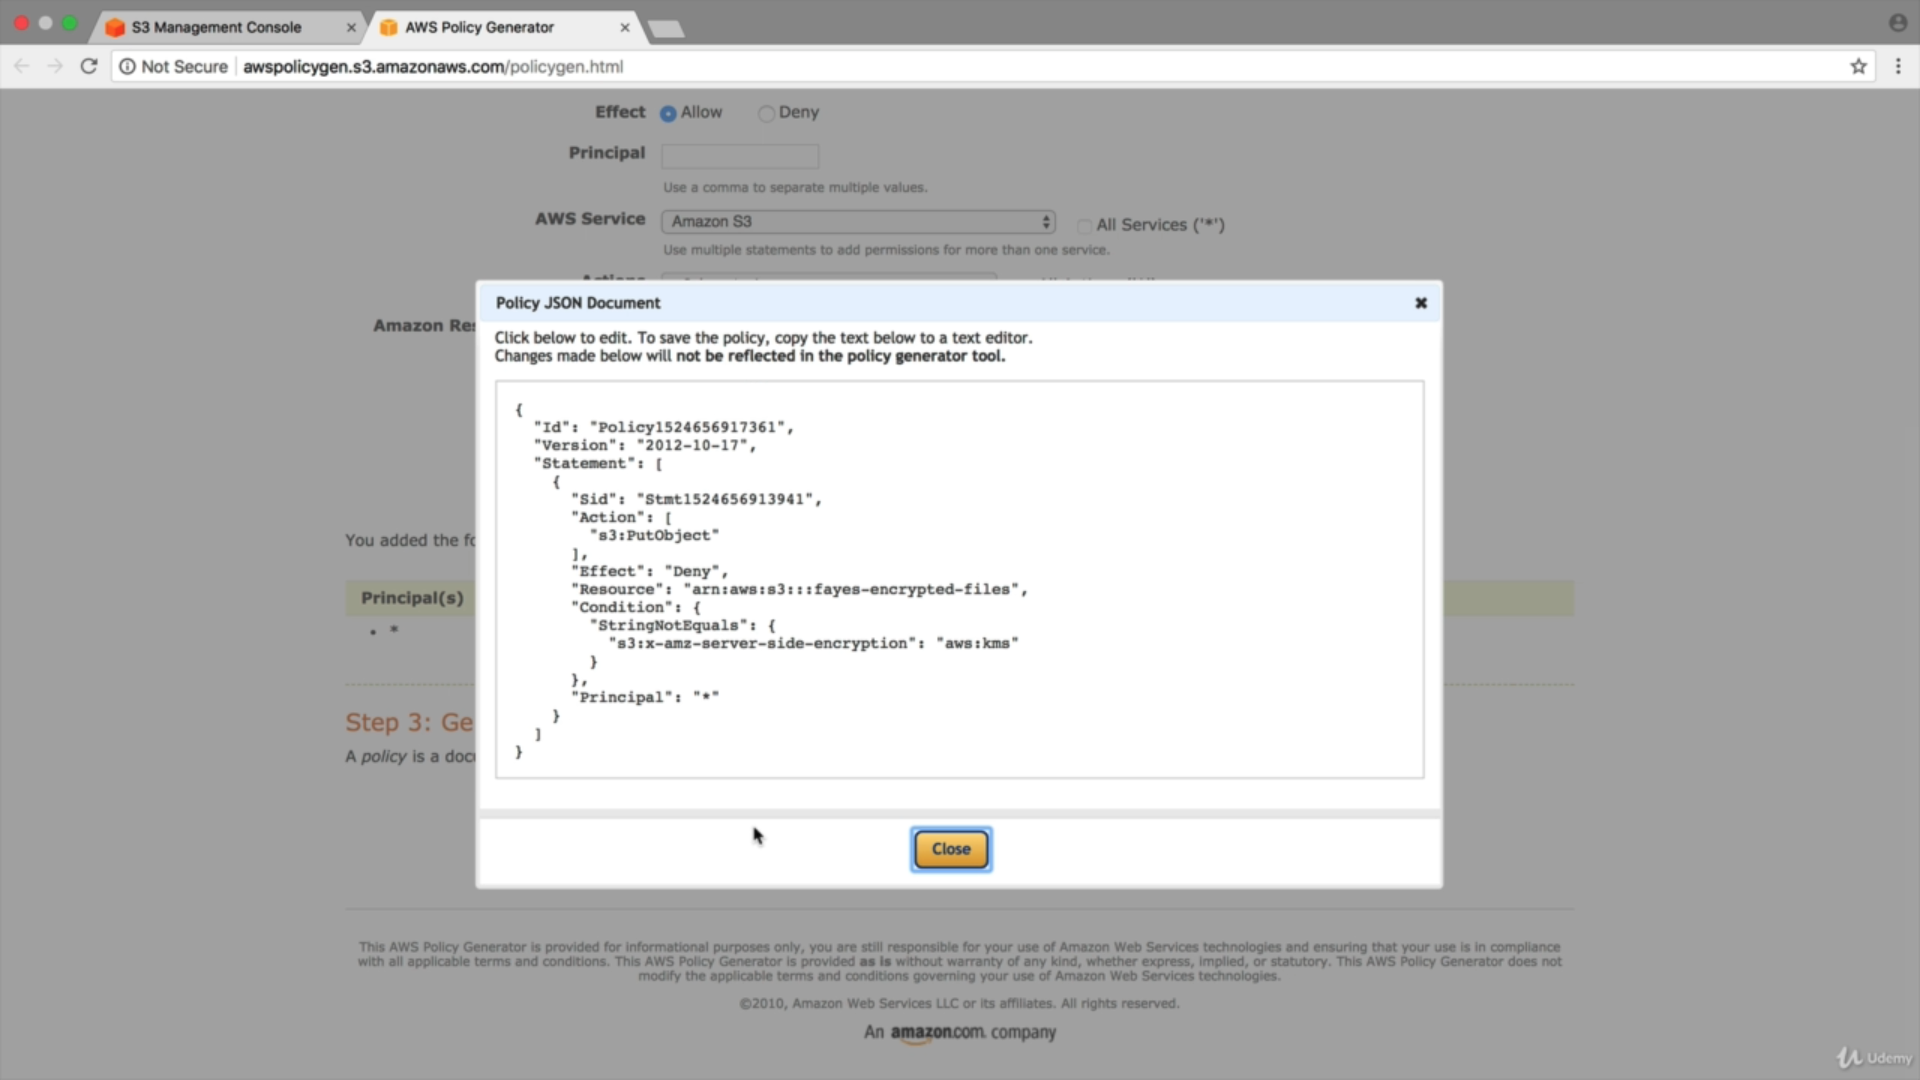 S3 Management Console
AWS Policy Generator
Not Secure
awspolicygen.s3.amazonaws.com/policygen.html
Effect
Allow
Deny
Principal
Use a comma to separate multiple values.
AWS Service
Amazon S3
All Services ('*')
Use multiple statements to add permissions for more than one service.
Amazon Res
Policy JSON Document
Click below to edit. To save the policy, copy the text below to a text editor.
Changes made below will not be reflected in the policy generator tool.
{
"Id": "Policy1524656917361",
"Version": "2012-10-17",
"Statement": [
{
"Sid": "Stmt1524656913941",
"Action": [
"s3:PutObject"
],
"Effect": "Deny",
"Resource": "arn:aws:s3:::fayes-encrypted-files",
"Condition": {
"StringNotEquals": {
"s3:x-amz-server-side-encryption": "aws:kms"
}
},
"Principal": "*"
}
]
}
Close
You added the fo
Principal(s)
• *
Step 3: Ge
A policy is a docu
This AWS Policy Generator is provided for informational purposes only, you are still responsible for your use of Amazon Web Services technologies and ensuring that your use is in compliance
with all applicable terms and conditions. This AWS Policy Generator is provided as is without warranty of any kind, whether express, implied, or statutory. This AWS Policy Generator does not
modify the applicable terms and conditions governing your use of Amazon Web Services technologies.
©2010, Amazon Web Services LLC or its affiliates. All rights reserved.
An amazon.com. company
Udemy